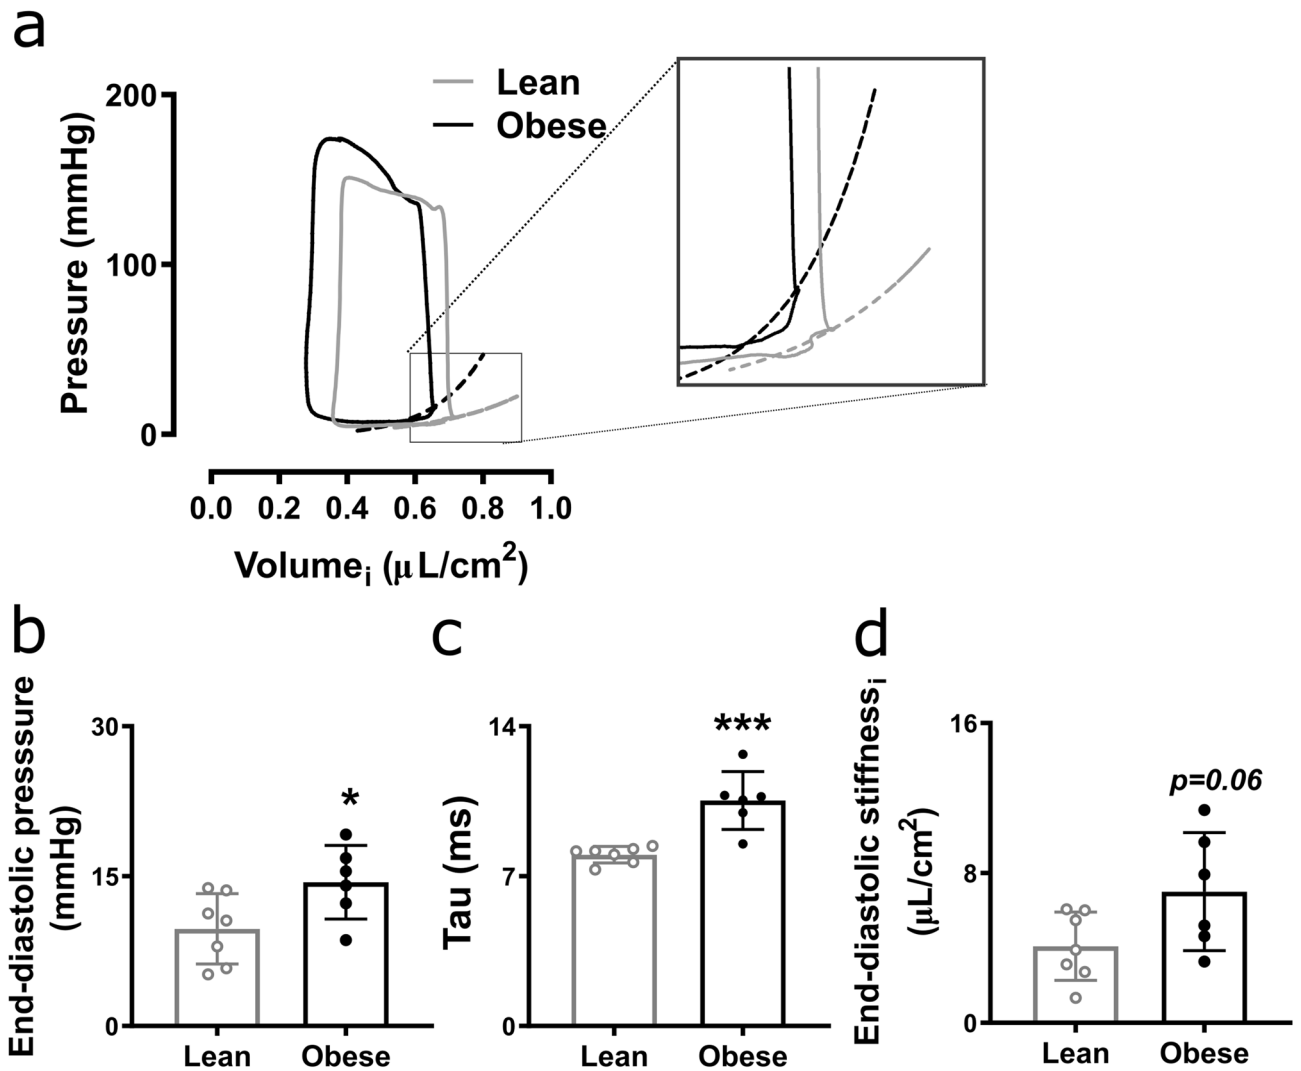 a
Lean
Obese
200
100
0
Pressure (mmHg)
0.0 0.2 0.4 0.6 0.8 1.0
Volumei (μL/cm2)
b
End-diastolic presssure
(mmHg)
30
15
0
*
Lean Obese
c
Tau (ms)
14
7
0
***
Lean Obese
d
End-diastolic stiffnessi
(μL/cm2)
16
8
0
p=0.06
Lean Obese